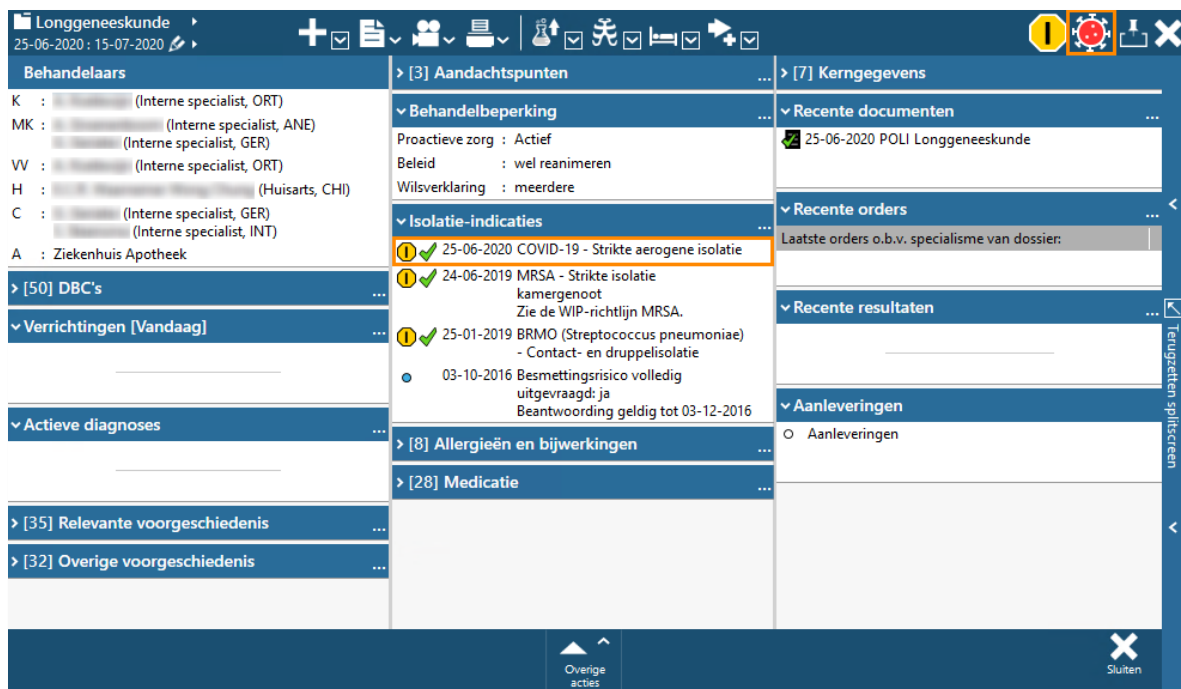 Longgeneeskunde
25-06-2020 : 15-07-2020
Behandelaars
K : (Interne specialist, ORT)
MK : (Interne specialist, ANE)
(Interne specialist, GER)
VV : (Interne specialist, ORT)
H : (Huisarts, CHI)
C : (Interne specialist, GER)
(Interne specialist, INT)
A : Ziekenhuis Apotheek
> [50] DBC's ...
Verrichtingen [Vandaag] ...
Actieve diagnoses ...
> [35] Relevante voorgeschiedenis ...
> [32] Overige voorgeschiedenis ...
> [3] Aandachtspunten ...
Behandelbeperking ...
Proactieve zorg : Actief
Beleid : wel reanimeren
Wilsverklaring : meerdere
Isolatie-indicaties ...
25-06-2020 COVID-19 - Strikte aerogene isolatie
24-06-2019 MRSA - Strikte isolatie
kamergenoot
Zie de WIP-richtlijn MRSA.
25-01-2019 BRMO (Streptococcus pneumoniae)
- Contact- en druppelisolatie
03-10-2016 Besmettingsrisico volledig
uitgevraagd: ja
Beantwoording geldig tot 03-12-2016
> [8] Allergieën en bijwerkingen ...
> [28] Medicatie ...
> [7] Kerngegevens
Recente documenten ...
25-06-2020 POLI Longgeneeskunde
Recente orders ...
Laatste orders o.b.v. specialisme van dossier:
Recente resultaten ...
Aanleveringen
Aanleveringen
Terugzetten splitscreen
Overige
acties
Sluiten